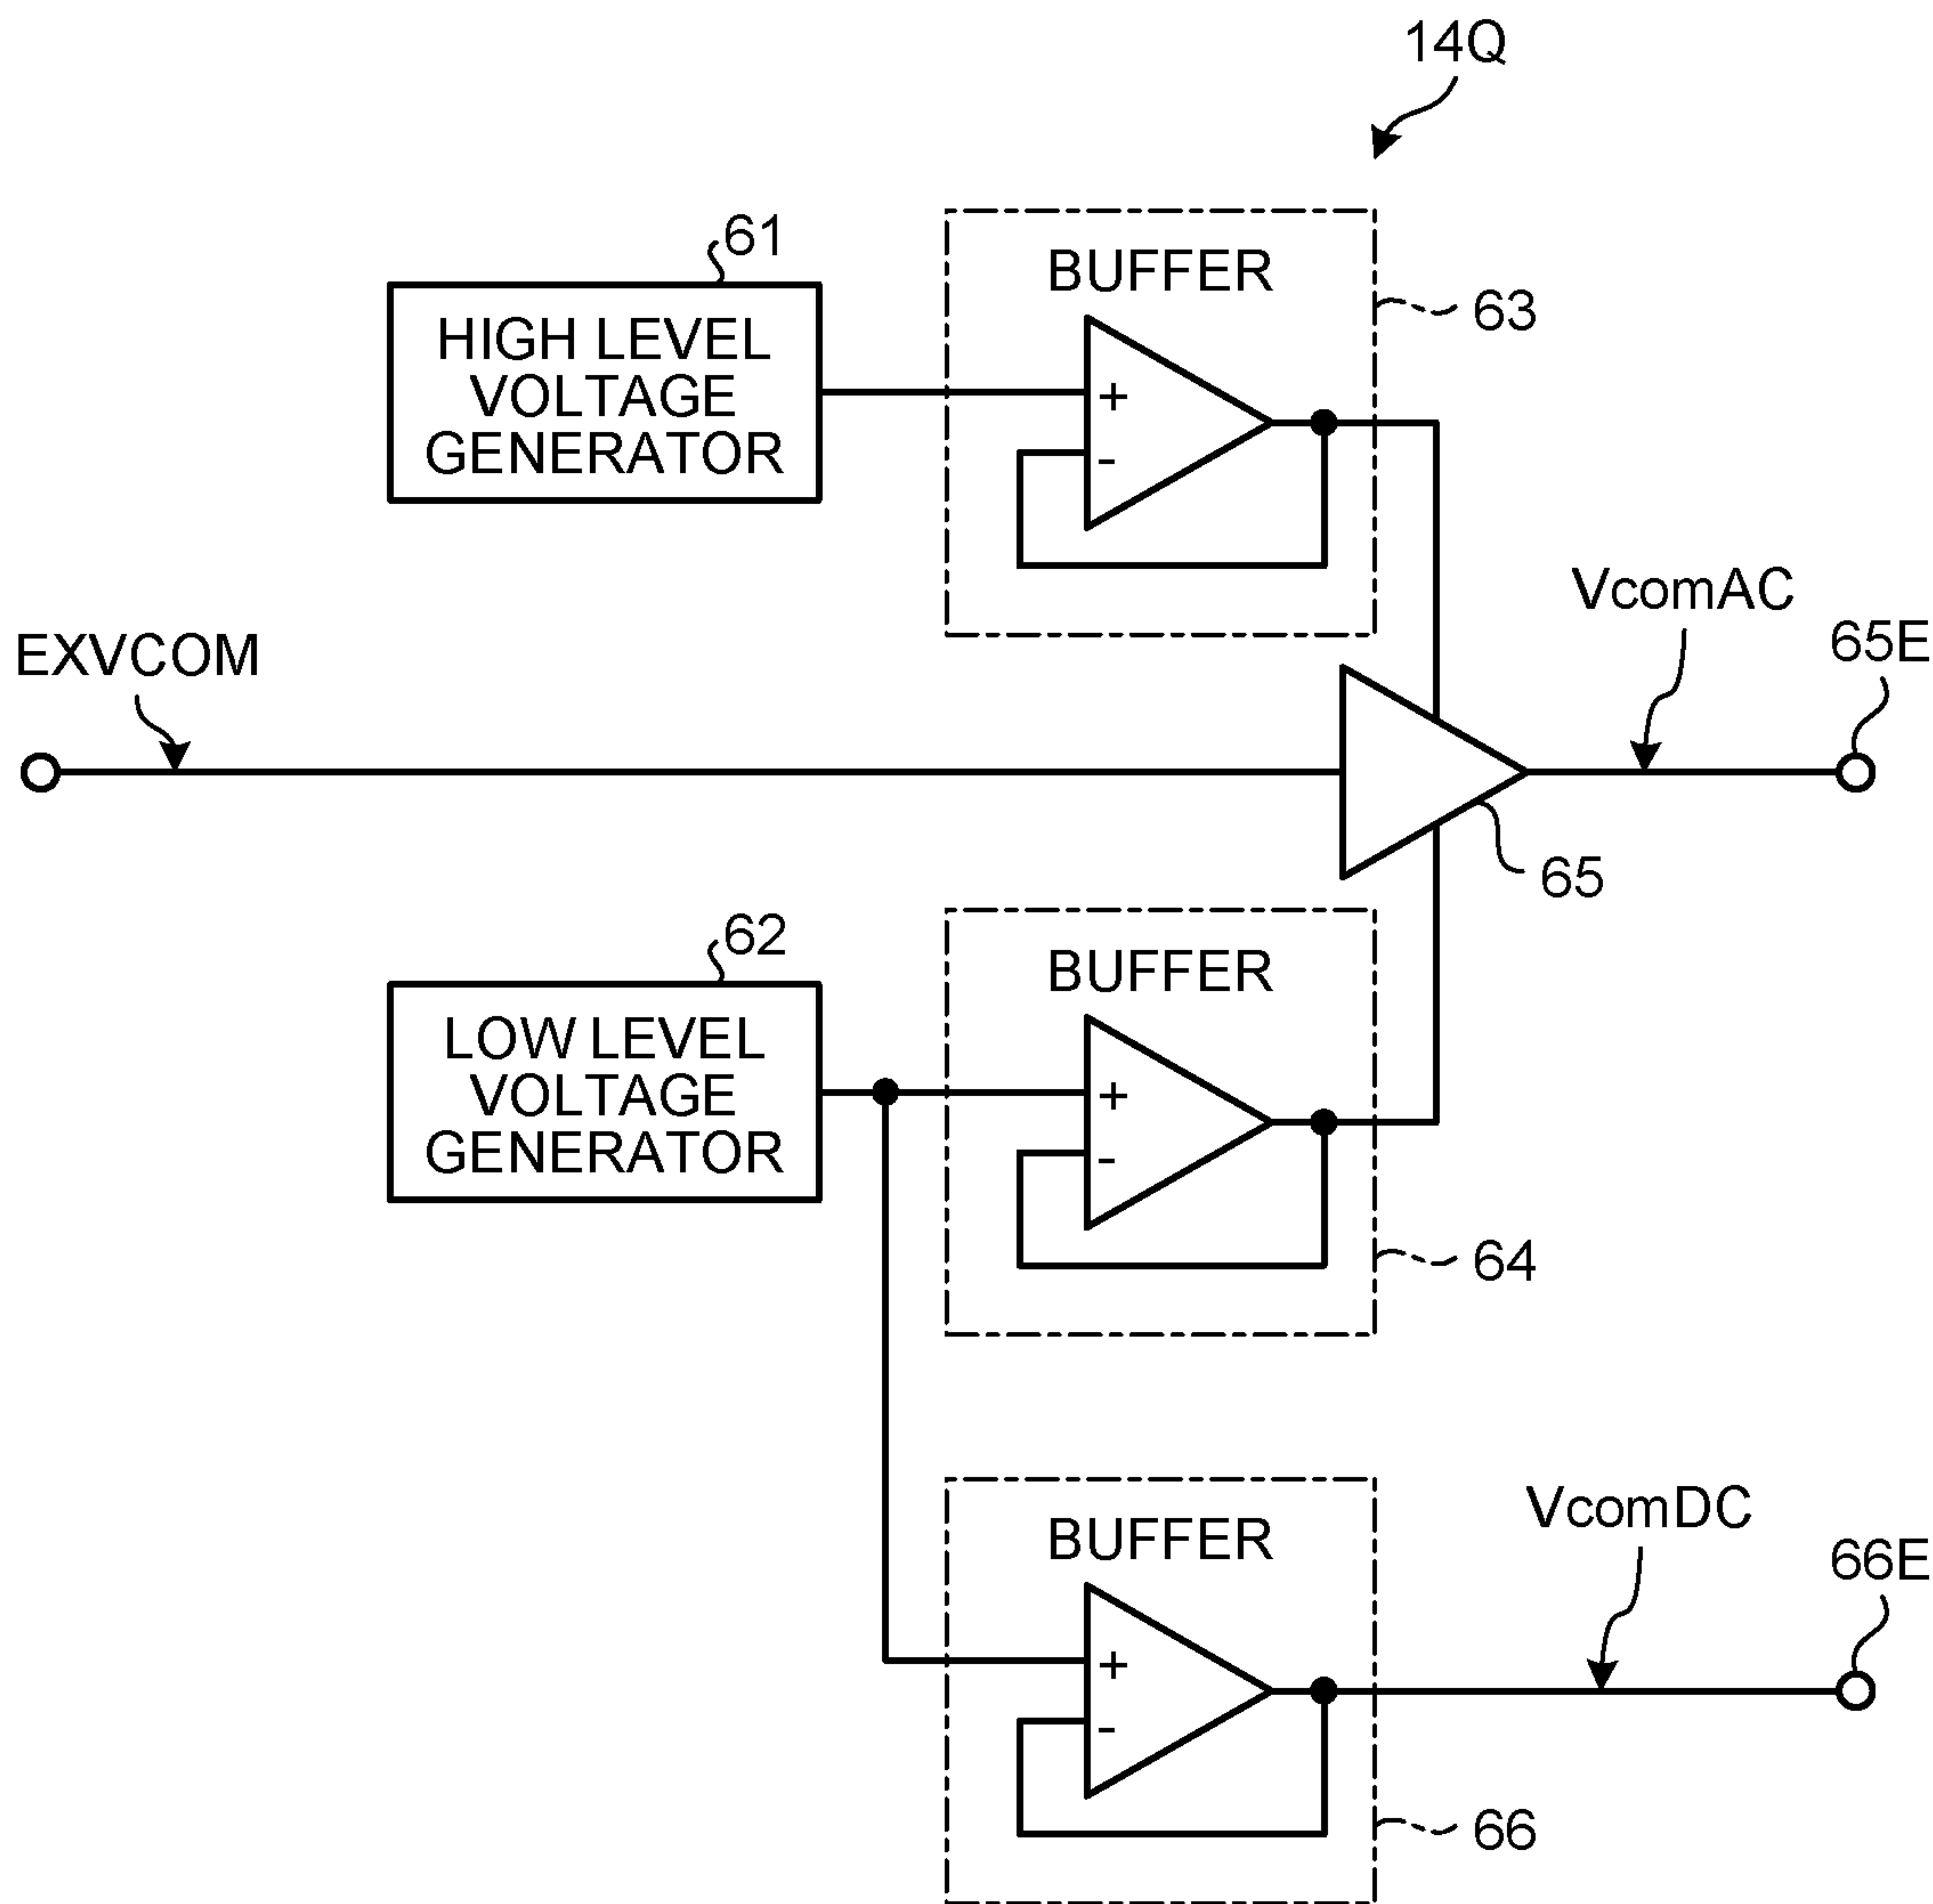 14Q
61
BUFFER
63
HIGH LEVEL
VOLTAGE
GENERATOR
+
-
VcomAC
65E
EXVCOM
65
62
BUFFER
LOW LEVEL
VOLTAGE
GENERATOR
+
-
64
BUFFER
VcomDC
66E
+
-
66